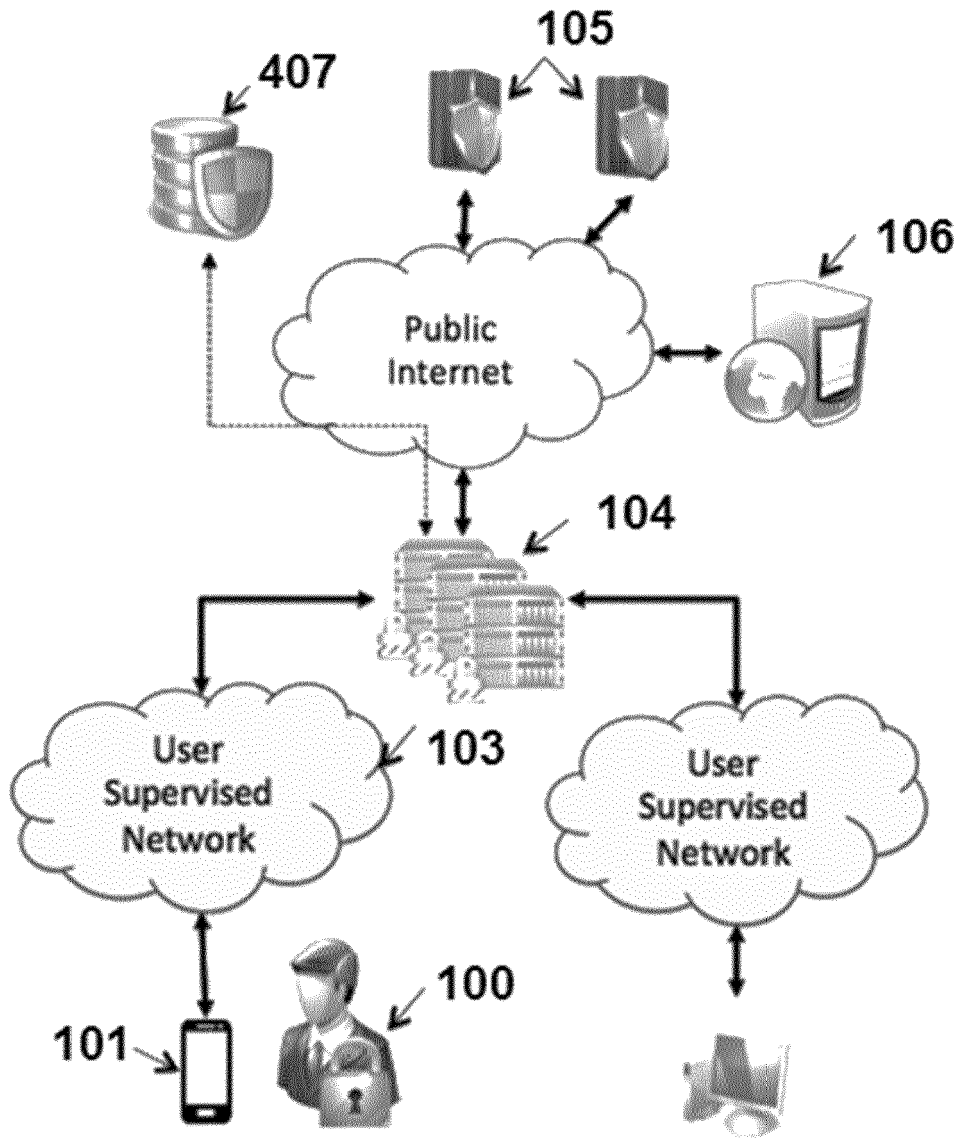 105
407
106
Public
Internet
104
103
User
Supervised
Network
User
Supervised
Network
100
101